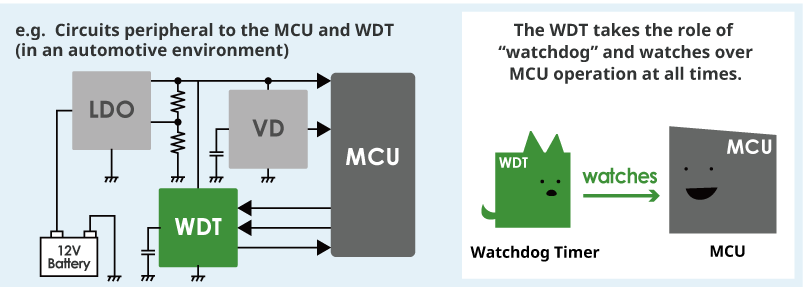 e.g.  Circuits peripheral to the MCU and WDT
(in an automotive environment)
LDO
VD
MCU
WDT
12V
Battery
The WDT takes the role of
“watchdog” and watches over
MCU operation at all times.
WDT
watches
MCU
Watchdog Timer
MCU